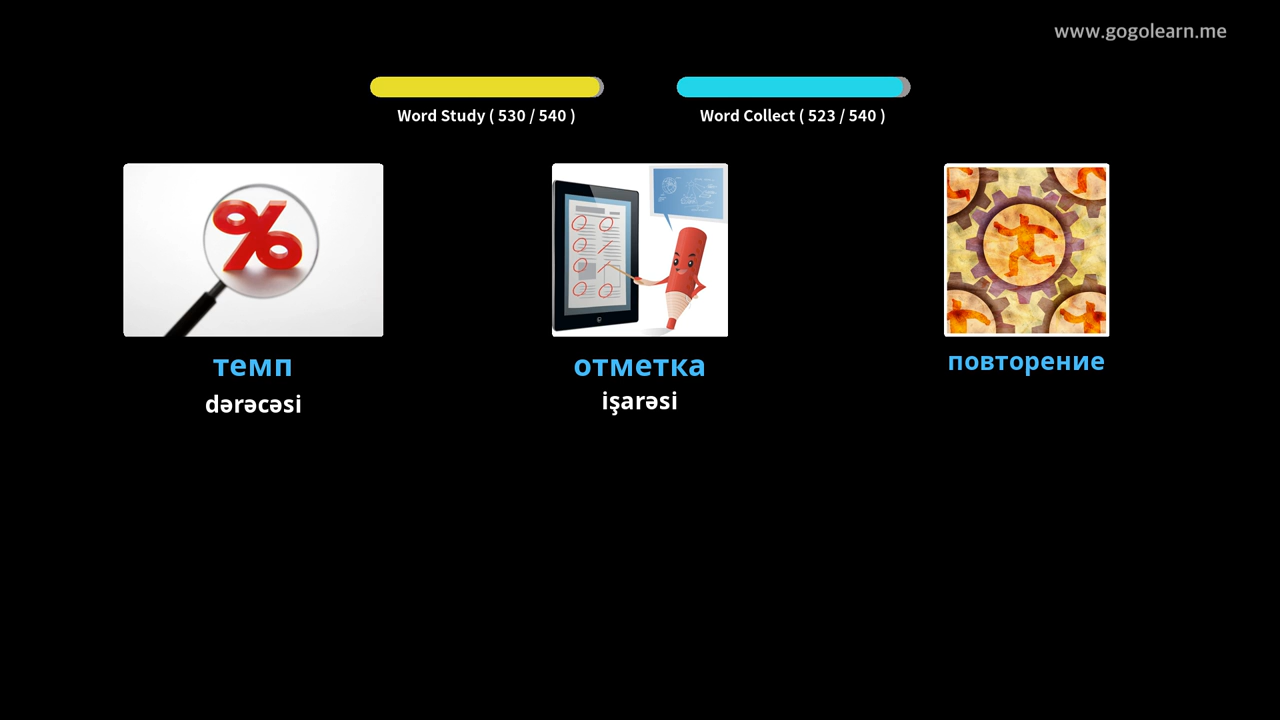 www.gogolearn.me
Word Study ( 530 / 540 )
Word Collect ( 523 / 540 )
%
темп
отметка
повторение
dərəcəsi
işarəsi